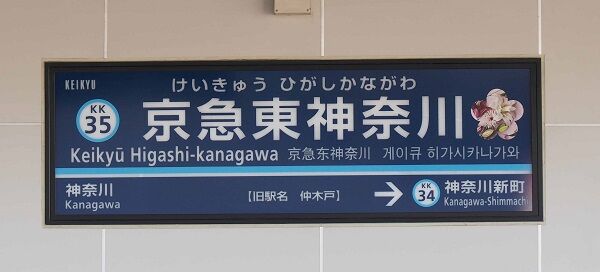 KEIKYU
けいきゅう ひがしかながわ
KK
35
京急東神奈川
Keikyū Higashi-kanagawa 京急东神奈川 게이큐 히가시카나가와
神奈川
Kanagawa
【旧駅名 仲木戸】
→
KK
34
神奈川新町
Kanagawa-Shimmachi